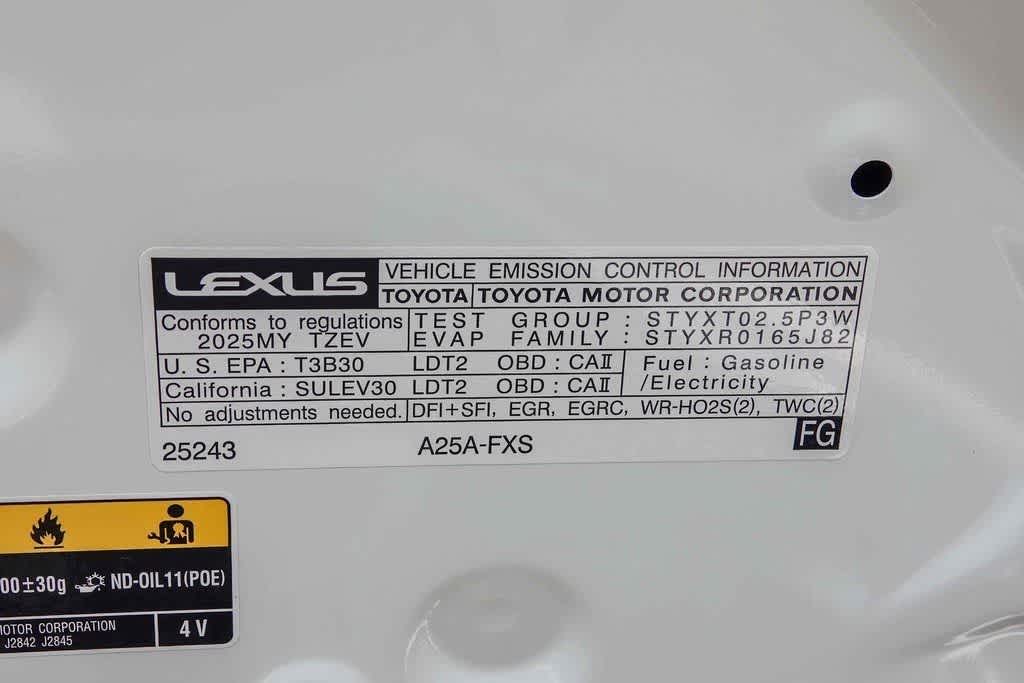 LEXUS
VEHICLE EMISSION CONTROL INFORMATION
TOYOTA TOYOTA MOTOR CORPORATION
Conforms to regulations
2025MY TZEV
TEST GROUP : STYXT02.5P3W
EVAP FAMILY : STYXR0165J82
U. S. EPA : T3B30 LDT2 OBD : CAⅡ
California : SULEV30 LDT2 OBD : CAⅡ
Fuel : Gasoline
/Electricity
No adjustments needed. DFI+SFI, EGR, EGRC, WR-HO2S(2), TWC(2)
25243 A25A-FXS FG
00±30g ND-OIL11(POE)
MOTOR CORPORATION
J2842 J2845
4 V